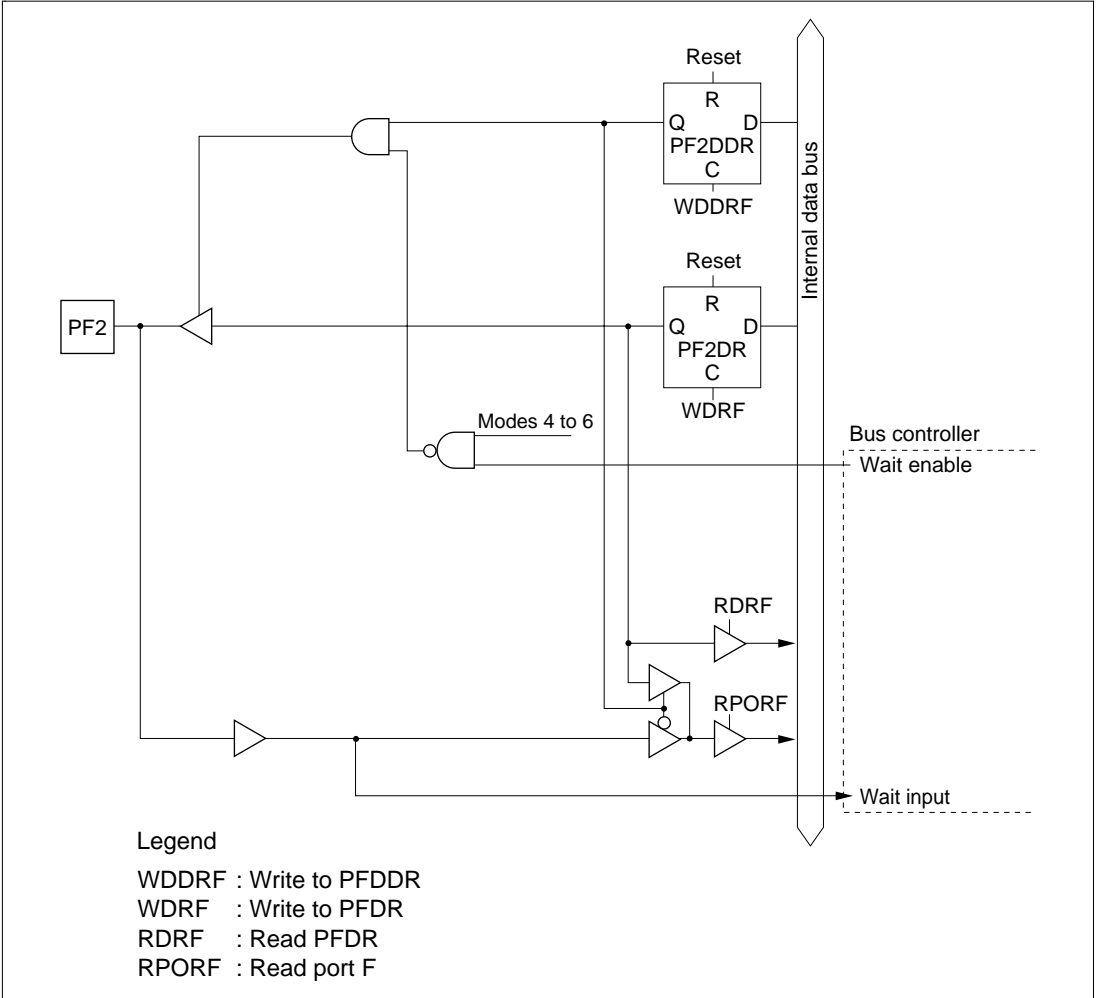 Reset
R
Q D
PF2DDR
C
WDDRF
Internal data bus
Reset
R
PF2
Q D
PF2DR
C
WDRF
Modes 4 to 6
Bus controller
Wait enable
RDRF
RPORF
Wait input
Legend
WDDRF : Write to PFDDR
WDRF : Write to PFDR
RDRF : Read PFDR
RPORF : Read port F